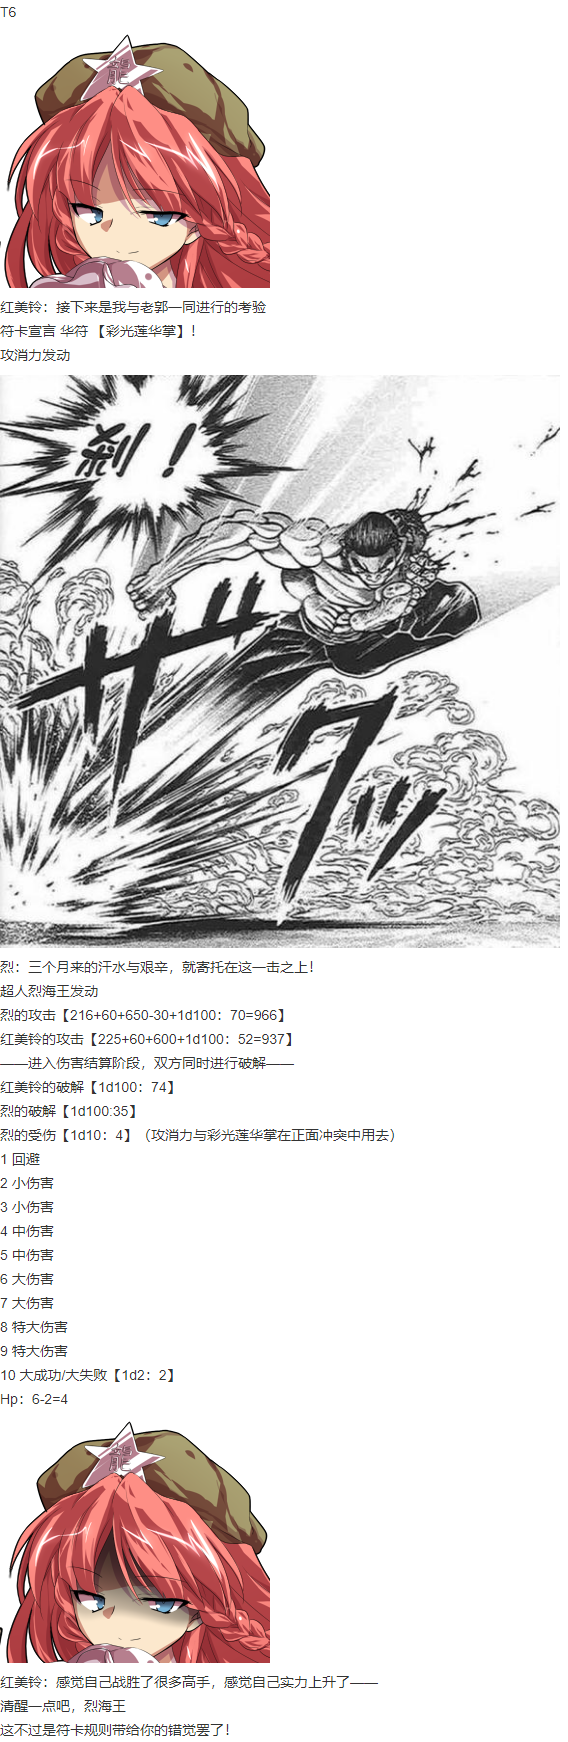 T6
龍
红美铃：接下来是我与老郭一同进行的考验
符卡宣言 华符 【彩光莲华掌】！
攻消力发动
刹！
ザグッ
烈：三个月来的汗水与艰辛，就寄托在这一击之上！
超人烈海王发动
烈的攻击【216+60+650-30+1d100：70=966】
红美铃的攻击【225+60+600+1d100：52=937】
——进入伤害结算阶段，双方同时进行破解——
红美铃的破解【1d100：74】
烈的破解【1d100:35】
烈的受伤【1d10：4】（攻消力与彩光莲华掌在正面冲突中用去）
1 回避
2 小伤害
3 小伤害
4 中伤害
5 中伤害
6 大伤害
7 大伤害
8 特大伤害
9 特大伤害
10 大成功/大失败【1d2：2】
Hp：6-2=4
龍
红美铃：感觉自己战胜了很多高手，感觉自己实力上升了——
清醒一点吧，烈海王
这不过是符卡规则带给你的错觉罢了！